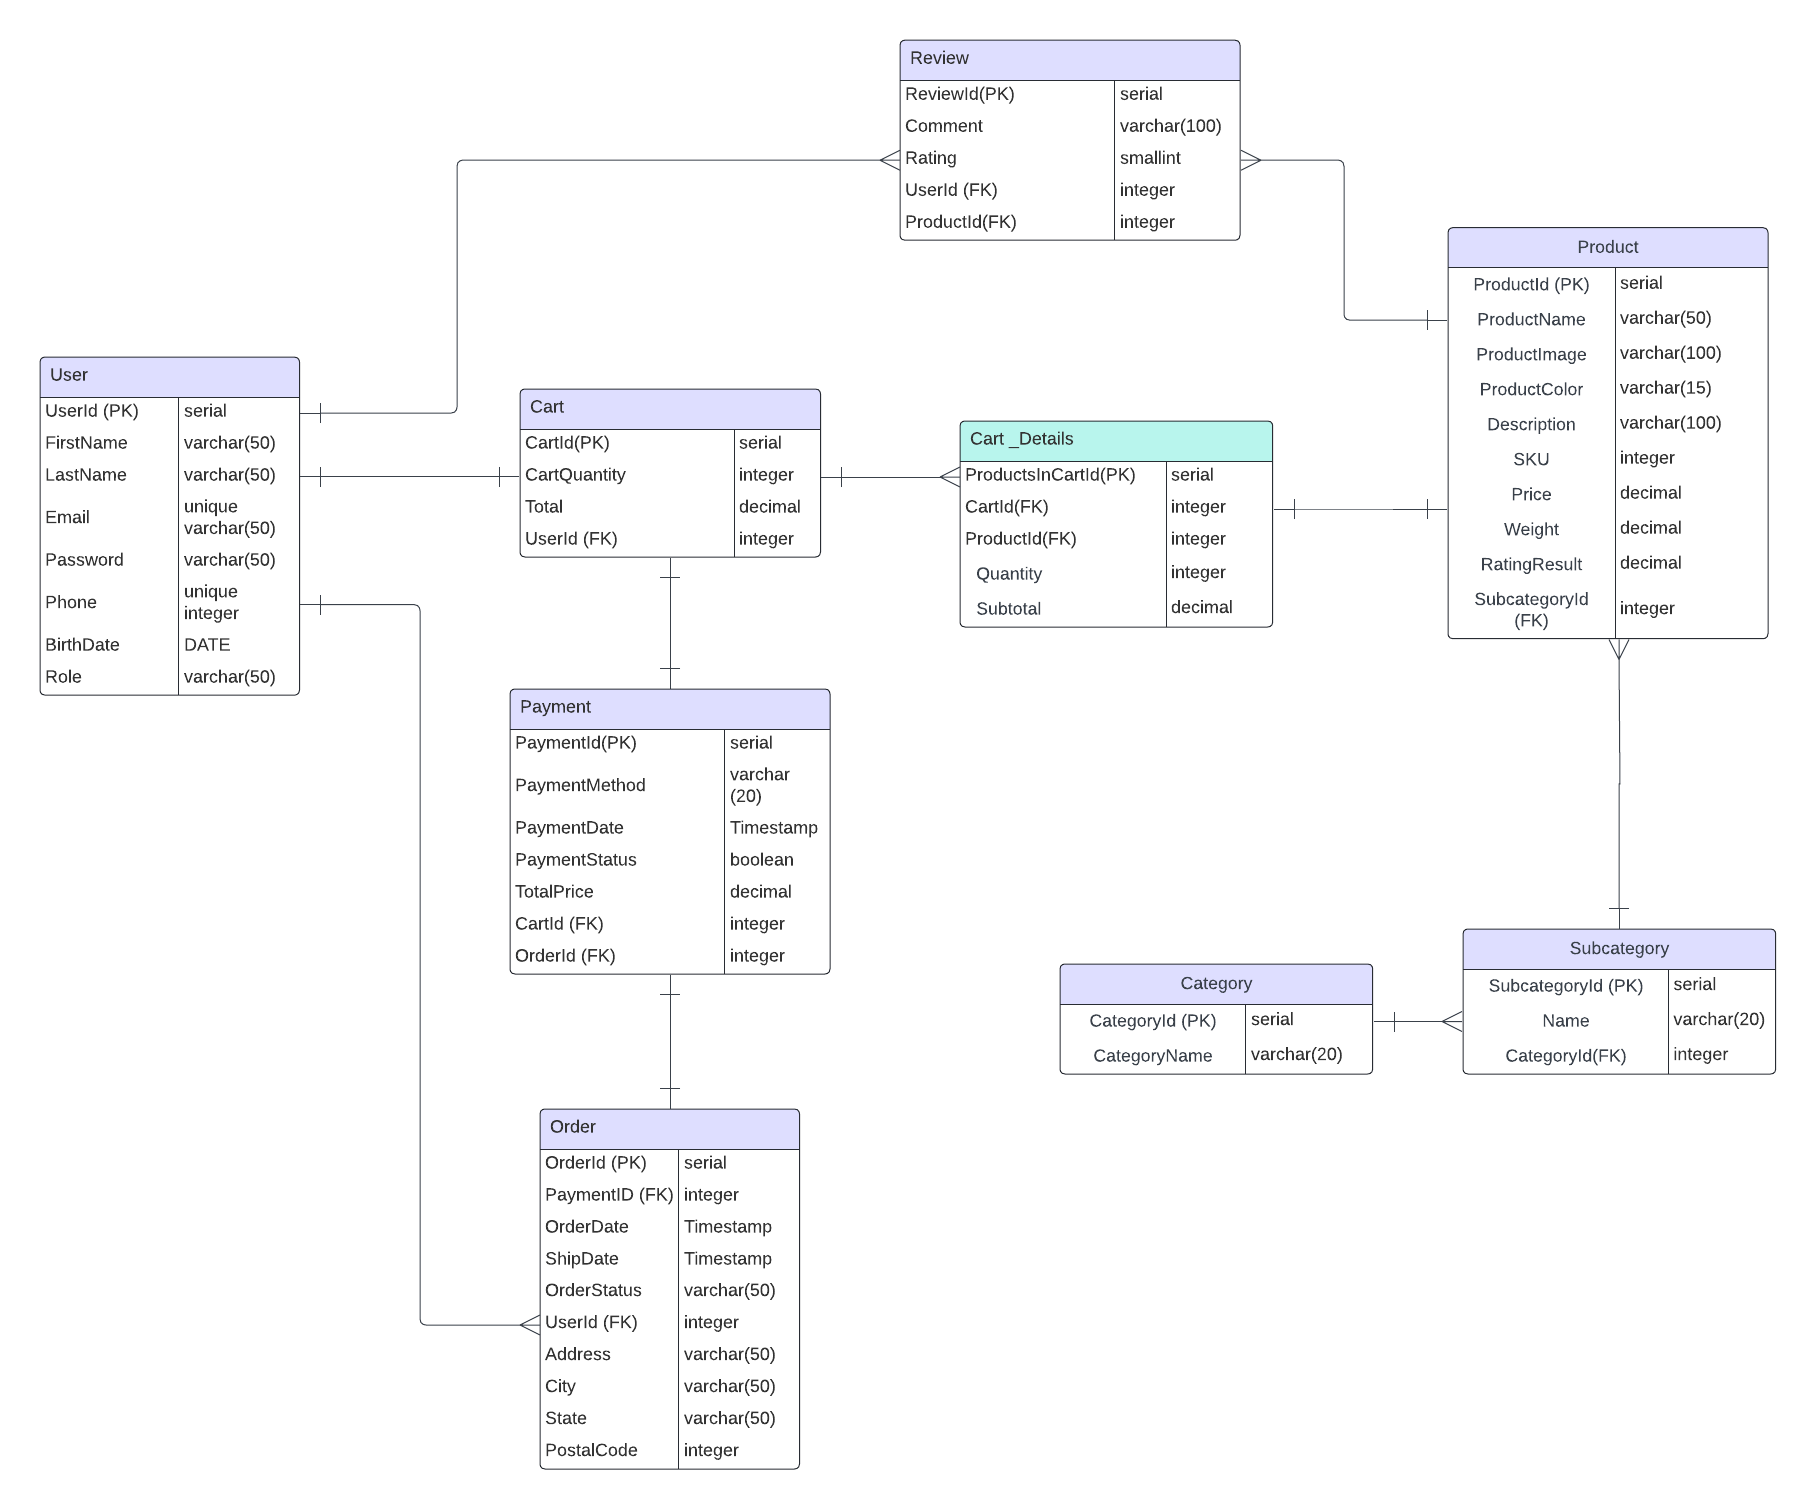 Review
ReviewId(PK) serial
Comment varchar(100)
Rating smallint
UserId (FK) integer
ProductId(FK) integer
Product
ProductId (PK) serial
ProductName varchar(50)
ProductImage varchar(100)
ProductColor varchar(15)
Description varchar(100)
SKU integer
Price decimal
Weight decimal
RatingResult decimal
SubcategoryId
(FK) integer
User
UserId (PK) serial
FirstName varchar(50)
LastName varchar(50)
Email unique
varchar(50)
Password varchar(50)
Phone unique
integer
BirthDate DATE
Role varchar(50)
Cart
CartId(PK) serial
CartQuantity integer
Total decimal
UserId (FK) integer
Cart _Details
ProductsInCartId(PK) serial
CartId(FK) integer
ProductId(FK) integer
Quantity integer
Subtotal decimal
Payment
PaymentId(PK) serial
PaymentMethod varchar
(20)
PaymentDate Timestamp
PaymentStatus boolean
TotalPrice decimal
CartId (FK) integer
OrderId (FK) integer
Category
CategoryId (PK) serial
CategoryName varchar(20)
Subcategory
SubcategoryId (PK) serial
Name varchar(20)
CategoryId(FK) integer
Order
OrderId (PK) serial
PaymentID (FK) integer
OrderDate Timestamp
ShipDate Timestamp
OrderStatus varchar(50)
UserId (FK) integer
Address varchar(50)
City varchar(50)
State varchar(50)
PostalCode integer